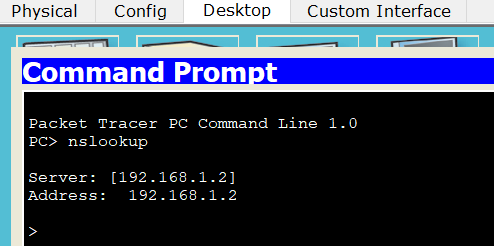 Physical Config Desktop Custom Interface
Command Prompt
Packet Tracer PC Command Line 1.0
PC> nslookup
Server: [192.168.1.2]
Address:  192.168.1.2
>